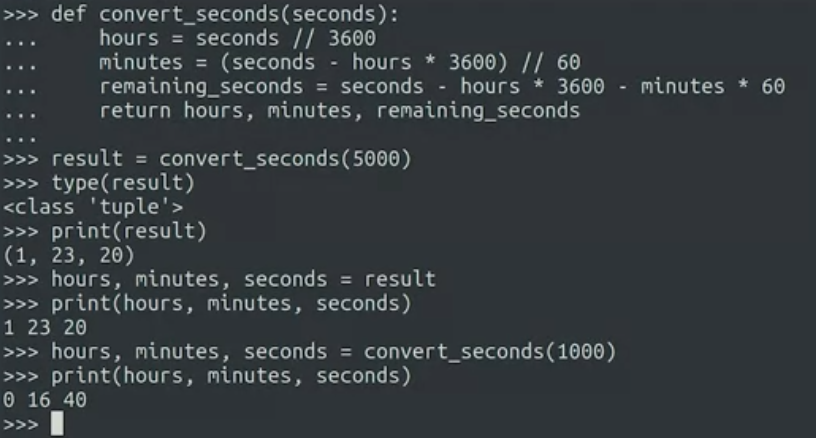 >>> def convert_seconds(seconds):
...     hours = seconds // 3600
...     minutes = (seconds - hours * 3600) // 60
...     remaining_seconds = seconds - hours * 3600 - minutes * 60
...     return hours, minutes, remaining_seconds
...
>>> result = convert_seconds(5000)
>>> type(result)
<class 'tuple'>
>>> print(result)
(1, 23, 20)
>>> hours, minutes, seconds = result
>>> print(hours, minutes, seconds)
1 23 20
>>> hours, minutes, seconds = convert_seconds(1000)
>>> print(hours, minutes, seconds)
0 16 40
>>>